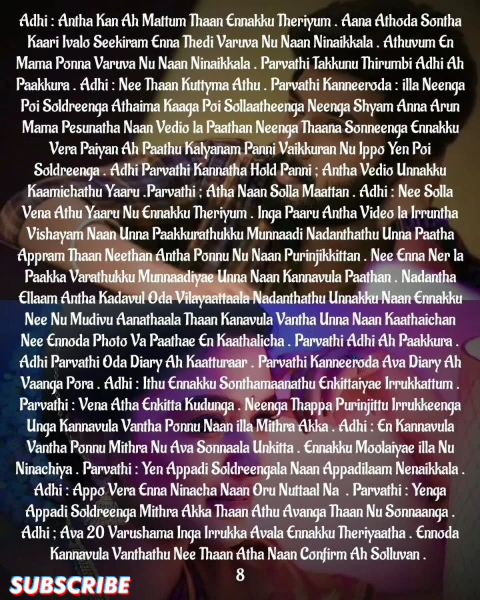 Adhi : Antha Kan Ah Mattum Thaan Ennakku Theriyum . Aana Athoda Sontha
Kaari Ivalo Seekiram Enna Thedi Varuva Nu Naan Ninaikkala . Athuvum En
Mama Ponna Varuva Nu Naan Ninaikkala . Parvathi Takkunu Thirumbi Adhi Ah
Paakkura . Adhi : Nee Thaan Kuttyma Athu . Parvathi Kanneeroda : illa Neenga
Poi Soldreenga Athaima Kaaga Poi Sollaatheenga Neenga Shyam Anna Arun
Mama Pesunatha Naan Vedio la Paathan Neenga Thaana Sonneenga Ennakku
Vera Paiyan Ah Paathu Kalyanam Panni Vaikkuran Nu Ippo Yen Poi
Soldreenga . Adhi Parvathi Kannatha Hold Panni ; Antha Vedio Unnakku
Kaamichathu Yaaru .Parvathi ; Atha Naan Solla Maattan . Adhi : Nee Solla
Vena Athu Yaaru Nu Ennakku Theriyum . Inga Paaru Antha Video la Irruntha
Vishayam Naan Unna Paakkurathukku Munnaadi Nadanthathu Unna Paatha
Appram Thaan Neethan Antha Ponnu Nu Naan Purinjikkittan . Nee Enna Ner la
Paakka Varathukku Munnaadiyae Unna Naan Kannavula Paathan . Nadantha
Ellaam Antha Kadavul Oda Vilayaattaala Nadanthathu Unnakku Naan Ennakku
Nee Nu Mudivu Aanathaala Thaan Kanavula Vantha Unna Naan Kaathaichan
Nee Ennoda Photo Va Paathae En Kaathalicha . Parvathi Adhi Ah Paakkura .
Adhi Parvathi Oda Diary Ah Kaatturaar . Parvathi Kanneeroda Ava Diary Ah
Vaanga Pora . Adhi : Ithu Ennakku Sonthamaanathu Enkittaiyae Irrukkattum .
Parvathi : Vena Atha Enkitta Kudunga . Neenga Thappa Purinjittu Irrukkeenga
Unga Kannavula Vantha Ponnu Naan illa Mithra Akka . Adhi : En Kannavula
Vantha Ponnu Mithra Nu Ava Sonnaala Unkitta . Ennakku Moolaiyae illa Nu
Ninachiya . Parvathi : Yen Appadi Soldreengala Naan Appadilaam Nenaikkala .
Adhi : Appo Vera Enna Ninacha Naan Oru Nuttaal Na . Parvathi : Yenga
Appadi Soldreenga Mithra Akka Thaan Athu Avanga Thaan Nu Sonnaanga .
Adhi ; Ava 20 Varushama Inga Irrukka Avala Ennakku Theriyaatha . Ennoda
Kannavula Vanthathu Nee Thaan Atha Naan Confirm Ah Solluvan .
8
SUBSCRIBE